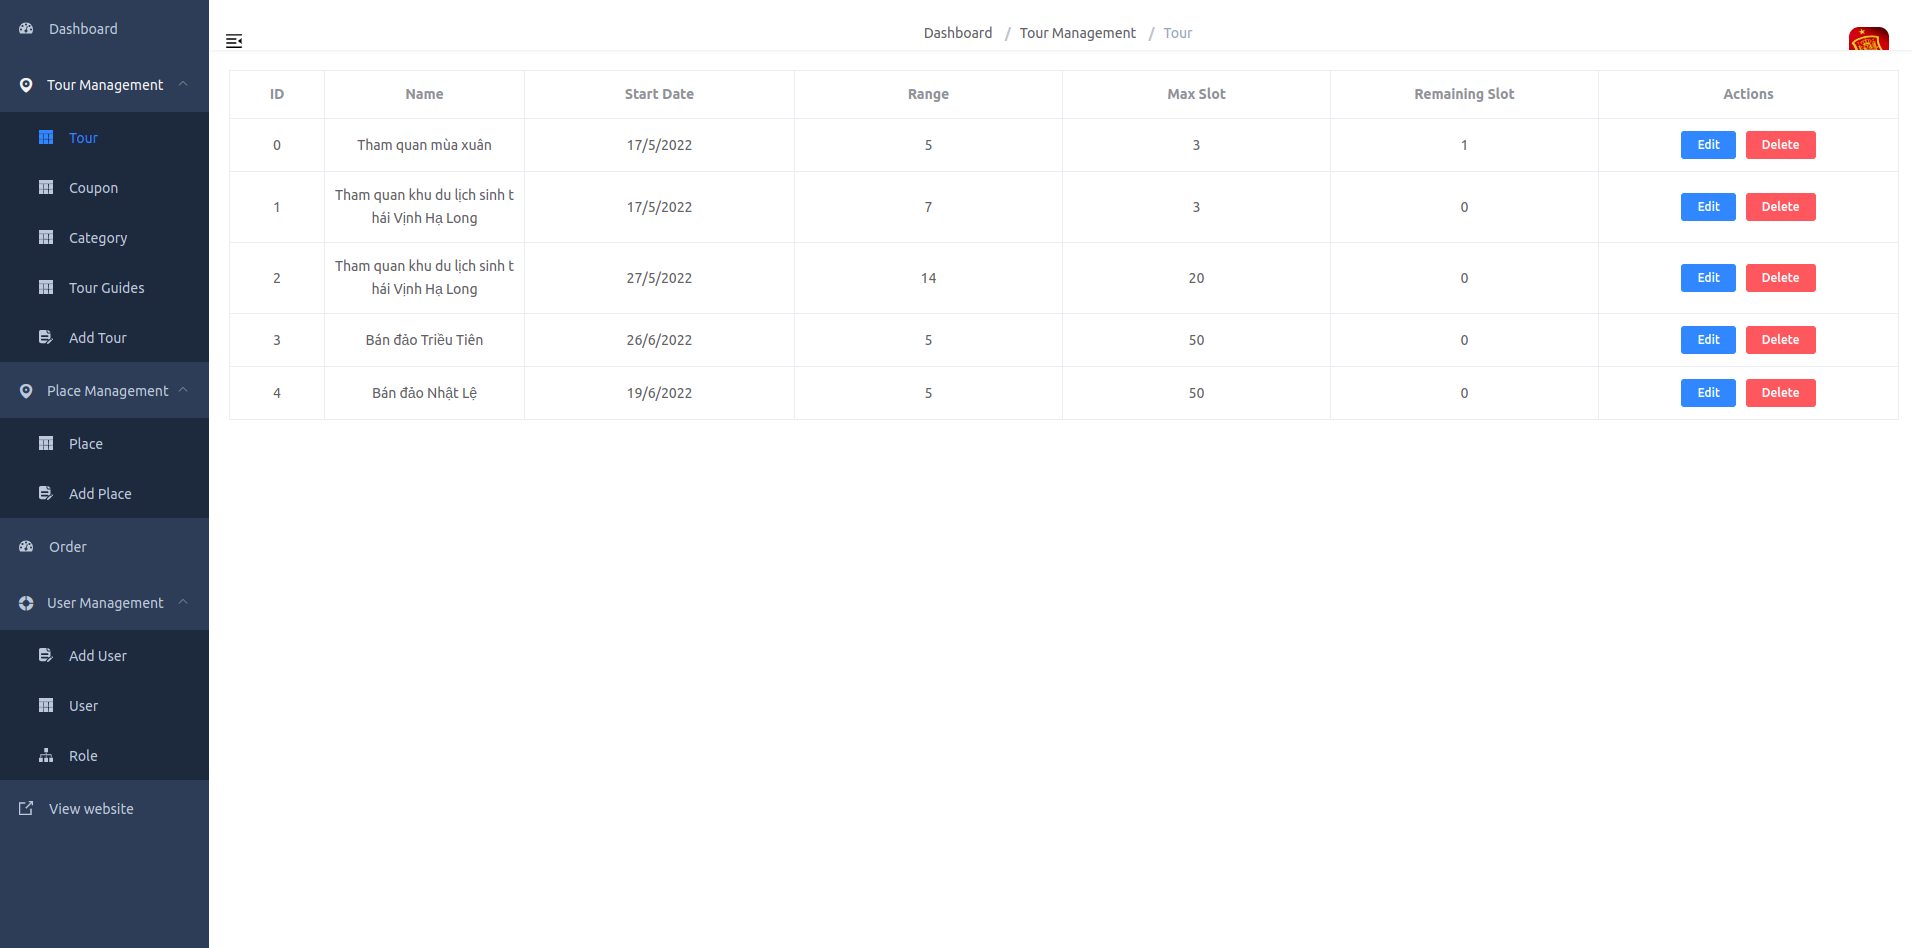 Dashboard
Tour Management
Tour
Coupon
Category
Tour Guides
Add Tour
Place Management
Place
Add Place
Order
User Management
Add User
User
Role
View website
Dashboard / Tour Management / Tour
ID Name Start Date Range Max Slot Remaining Slot Actions
0 Tham quan mùa xuân 17/5/2022 5 3 1 Edit Delete
Tham quan khu du lịch sinh t
1 17/5/2022 7 3 0 Edit Delete
hái Vịnh Hạ Long
Tham quan khu du lịch sinh t
2 27/5/2022 14 20 0 Edit Delete
hái Vịnh Hạ Long
3 Bán đảo Triều Tiên 26/6/2022 5 50 0 Edit Delete
4 Bán đảo Nhật Lệ 19/6/2022 5 50 0 Edit Delete